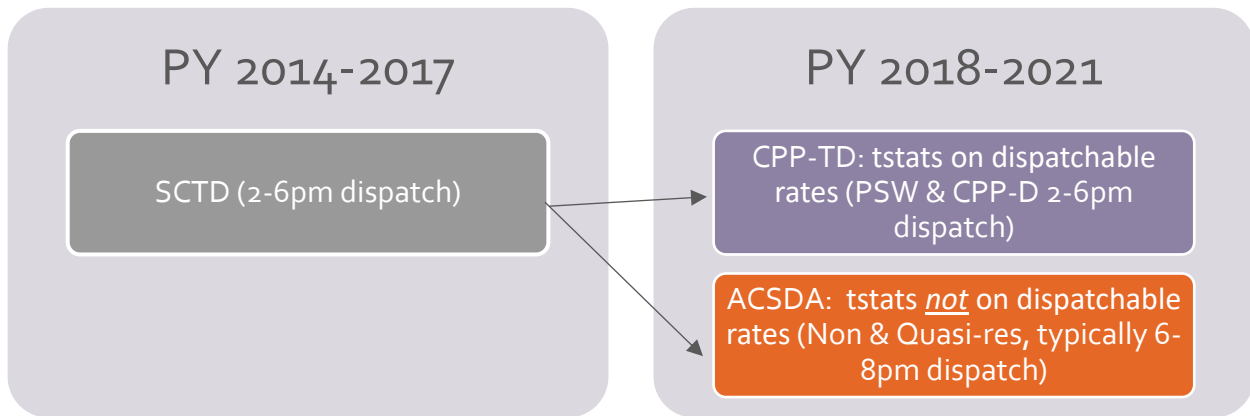 PY 2014-2017
SCTD (2-6pm dispatch)
PY 2018-2021
CPP-TD: tstats on dispatchable
rates (PSW & CPP-D 2-6pm
dispatch)
ACSDA: tstats not on dispatchable
rates (Non & Quasi-res, typically 6-
8pm dispatch)